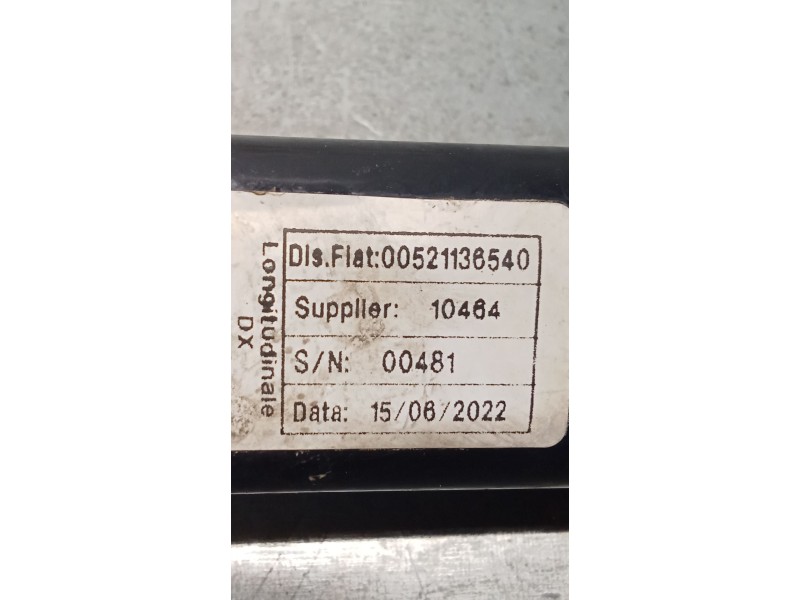 Longitudinale
DX
Dis.Fiat:00521136540
Supplier: 10464
S/N: 00481
Data: 15/06/2022